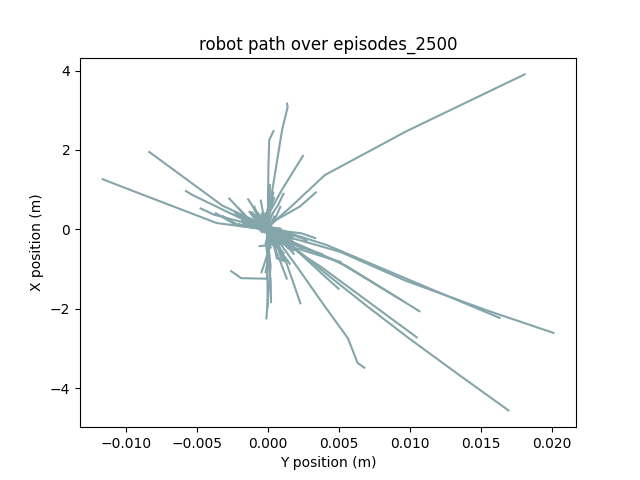 robot path over episodes_2500
4
2
0
−2
−4
X position (m)
−0.010 −0.005 0.000 0.005 0.010 0.015 0.020
Y position (m)